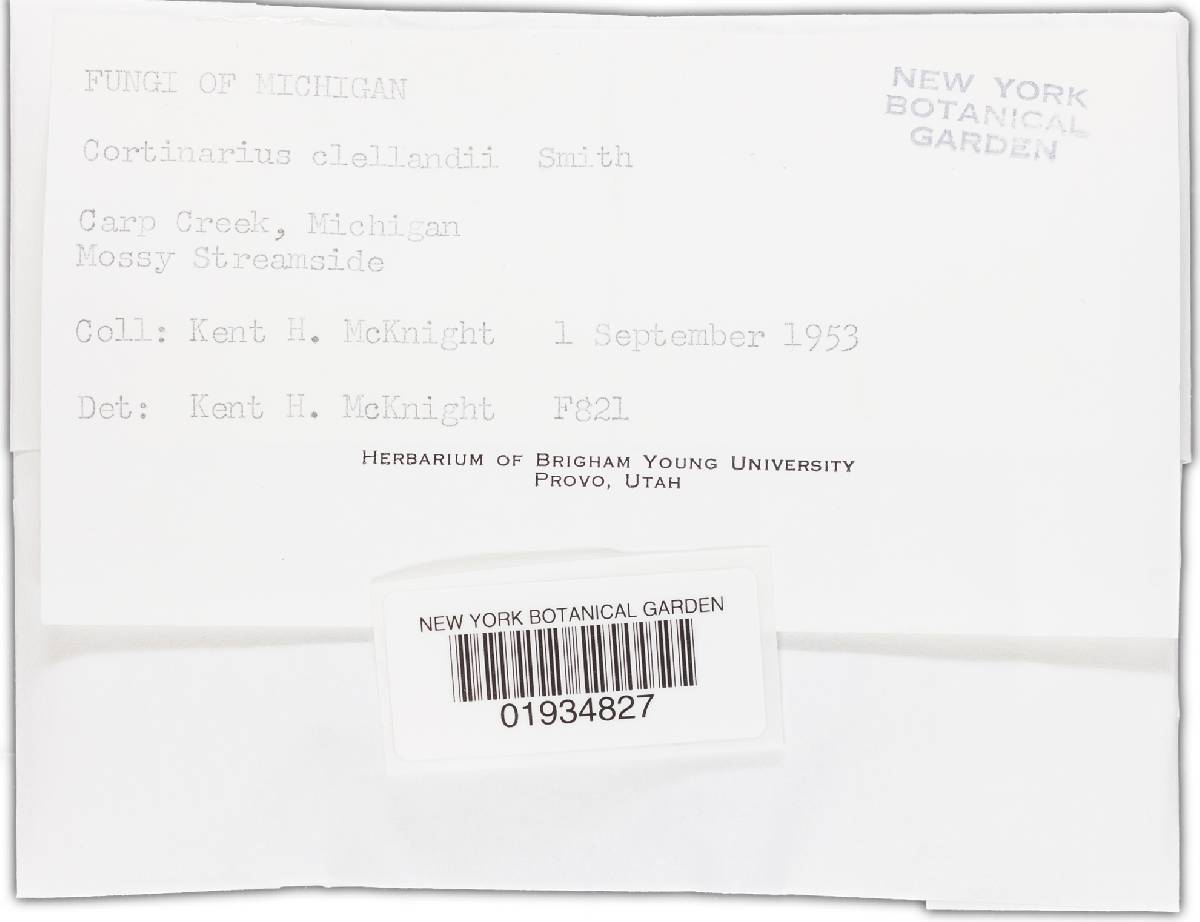 FUNGI OF MICHIGAN
NEW YORK
BOTANICAL
GARDEN
Cortinarius clellandii Smith
Carp Creek, Michigan
Mossy Streamside
Coll: Kent H. McKnight 1 September 1953
Det: Kent H. McKnight F821
HERBARIUM OF BRIGHAM YOUNG UNIVERSITY
PROVO, UTAH
NEW YORK BOTANICAL GARDEN
01934827